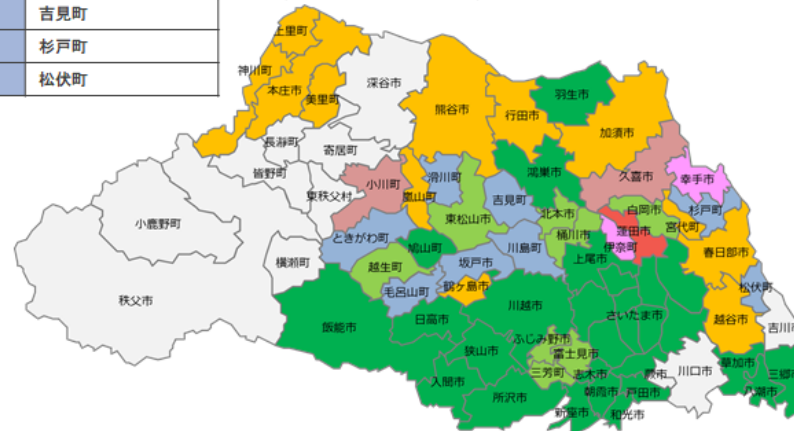 吉見町
杉戸町
松伏町
上里町
神川町
本庄市
美里町
深谷市
熊谷市
行田市
羽生市
加須市
長瀞町
寄居町
皆野町
東秩父村
小川町
嵐山町
滑川町
吉見町
鴻巣市
久喜市
幸手市
小鹿野町
東松山市
北本市
白岡市
杉戸町
桶川市
蓮田市
宮代町
伊奈町
ときがわ町
鳩山町
川島町
上尾市
春日部市
横瀬町
越生町
坂戸市
毛呂山町
鶴ヶ島市
松伏町
秩父市
飯能市
日高市
川越市
さいたま市
越谷市
吉川
ふじみ野市
狭山市
富士見市
三芳町
志木市
蕨市
川口市
草加市
三郷
入間市
所沢市
朝霞市
戸田市
八潮市
新座市
和光市